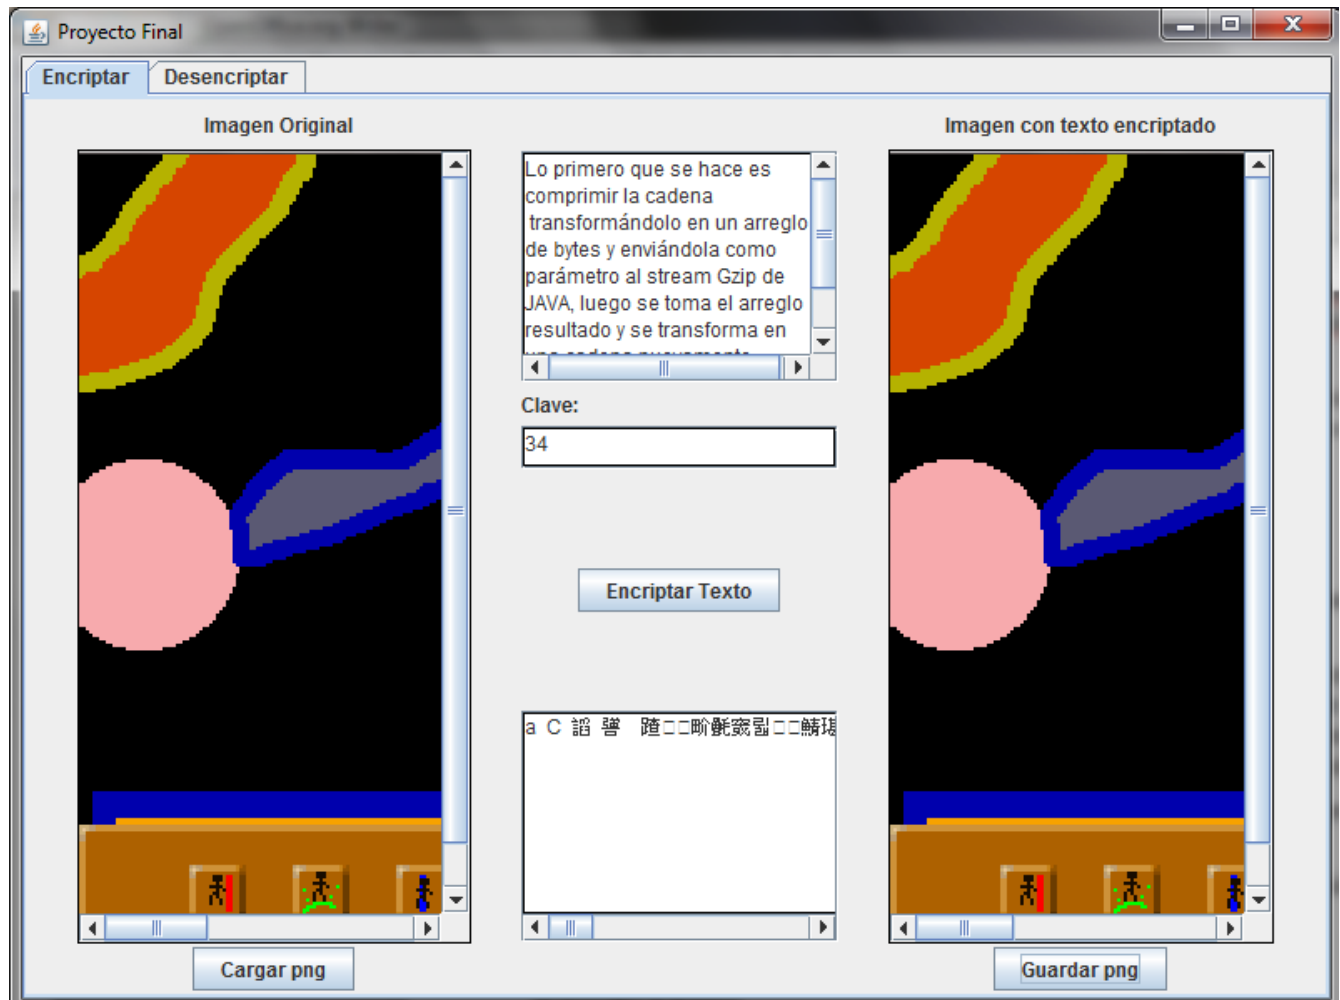 Proyecto Final
Encriptar
Desencriptar
Imagen Original
Imagen con texto encriptado
Lo primero que se hace es
comprimir la cadena
transformándolo en un arreglo
de bytes y enviándola como
parámetro al stream Gzip de
JAVA, luego se toma el arreglo
resultado y se transforma en
Clave:
34
Encriptar Texto
a C
Cargar png
Guardar png